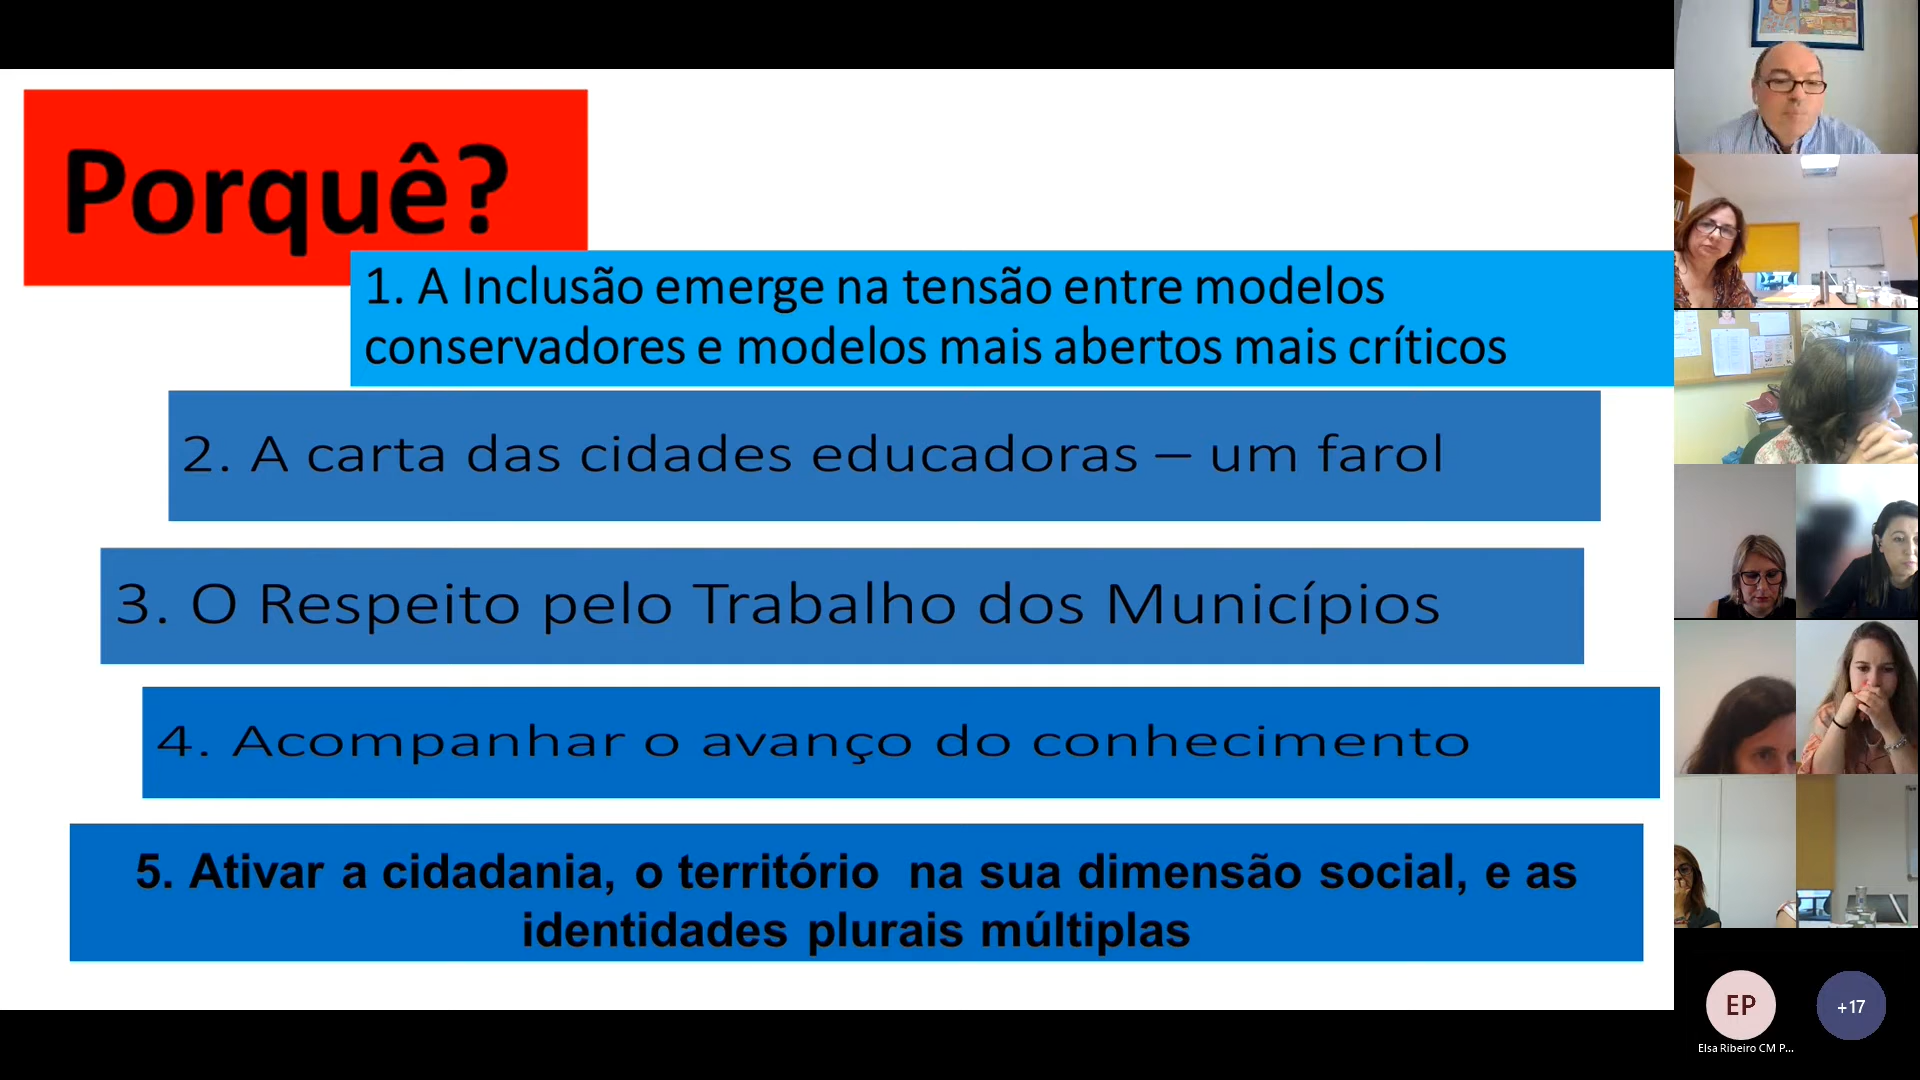 Porquê?
1. A Inclusão emerge na tensão entre modelos
conservadores e modelos mais abertos mais críticos
2. A carta das cidades educadoras – um farol
3. O Respeito pelo Trabalho dos Municípios
4. Acompanhar o avanço do conhecimento
5. Ativar a cidadania, o território na sua dimensão social, e as
identidades plurais múltiplas
EP
+17
Elsa Ribeiro CM P...